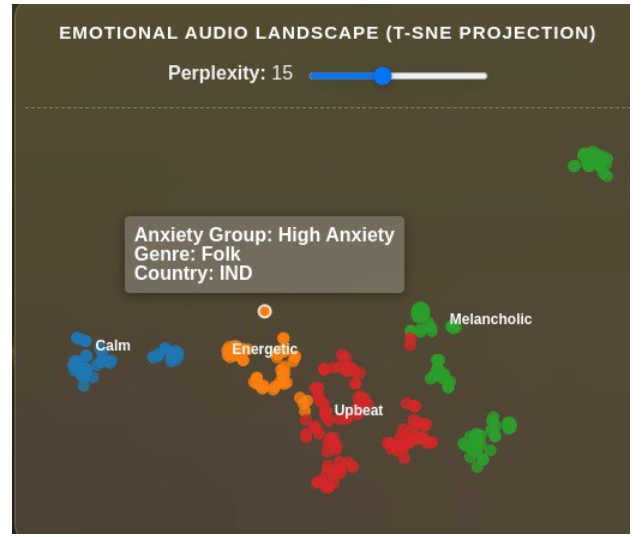 EMOTIONAL AUDIO LANDSCAPE (T-SNE PROJECTION)
Perplexity: 15
Anxiety Group: High Anxiety
Genre: Folk
Country: IND
Melancholic
Calm
Energetic
Upbeat